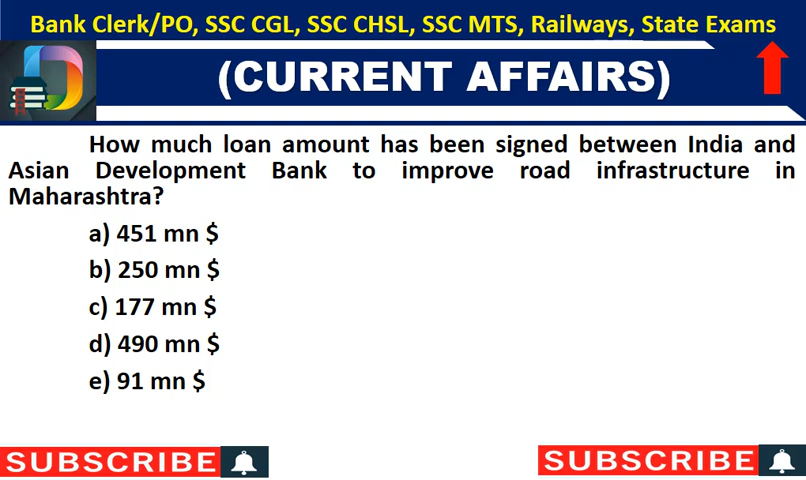 Bank Clerk/PO, SSC CGL, SSC CHSL, SSC MTS, Railways, State Exams
(CURRENT AFFAIRS)
How much loan amount has been signed between India and
Asian Development Bank to improve road infrastructure in
Maharashtra?
a) 451 mn $
b) 250 mn $
c) 177 mn $
d) 490 mn $
e) 91 mn $
SUBSCRIBE
SUBSCRIBE